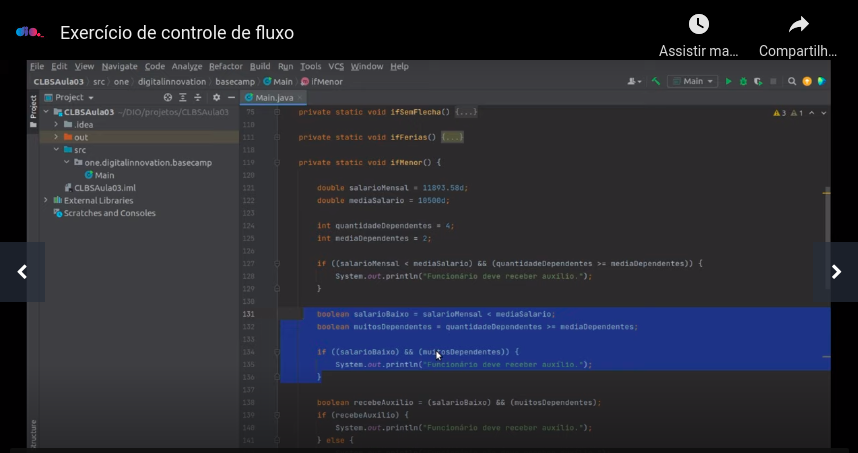 dio. Exercício de controle de fluxo
Assistir ma... Compartilh...
File Edit View Navigate Code Analyze Refactor Build Run Tools VCS Window Help
CLBSAula03 src one digitalinnovation basecamp Main ifMenor Main
Project Project Main.java
CLBSAula03 ~/DIO/projetos/CLBSAula03
.idea
out
src
one.digitalinnovation.basecamp
Main
CLBSAula03.iml
External Libraries
Scratches and Consoles
3 1
75 private static void ifSemFlecha() {...}
110
111 private static void ifFerias() {...}
118
119 private static void ifMenor() {
120
121 double salarioMensal = 11893.58d;
122 double mediaSalario = 10500d;
123
124 int quantidadeDependentes = 4;
125 int mediaDependentes = 2;
126
127 if ((salarioMensal < mediaSalario) && (quantidadeDependentes >= mediaDependentes)) {
128 System.out.println("Funcionário deve receber auxílio.");
129 }
130
131 boolean salarioBaixo = salarioMensal < mediaSalario;
132 boolean muitosDependentes = quantidadeDependentes >= mediaDependentes;
133
134 if ((salarioBaixo) && (muitosDependentes)) {
135 System.out.println("Funcionário deve receber auxílio.");
136 }
137
138 boolean recebeAuxilio = (salarioBaixo) && (muitosDependentes);
139 if (recebeAuxilio) {
140 System.out.println("Funcionário deve receber auxílio.");
141 } else {